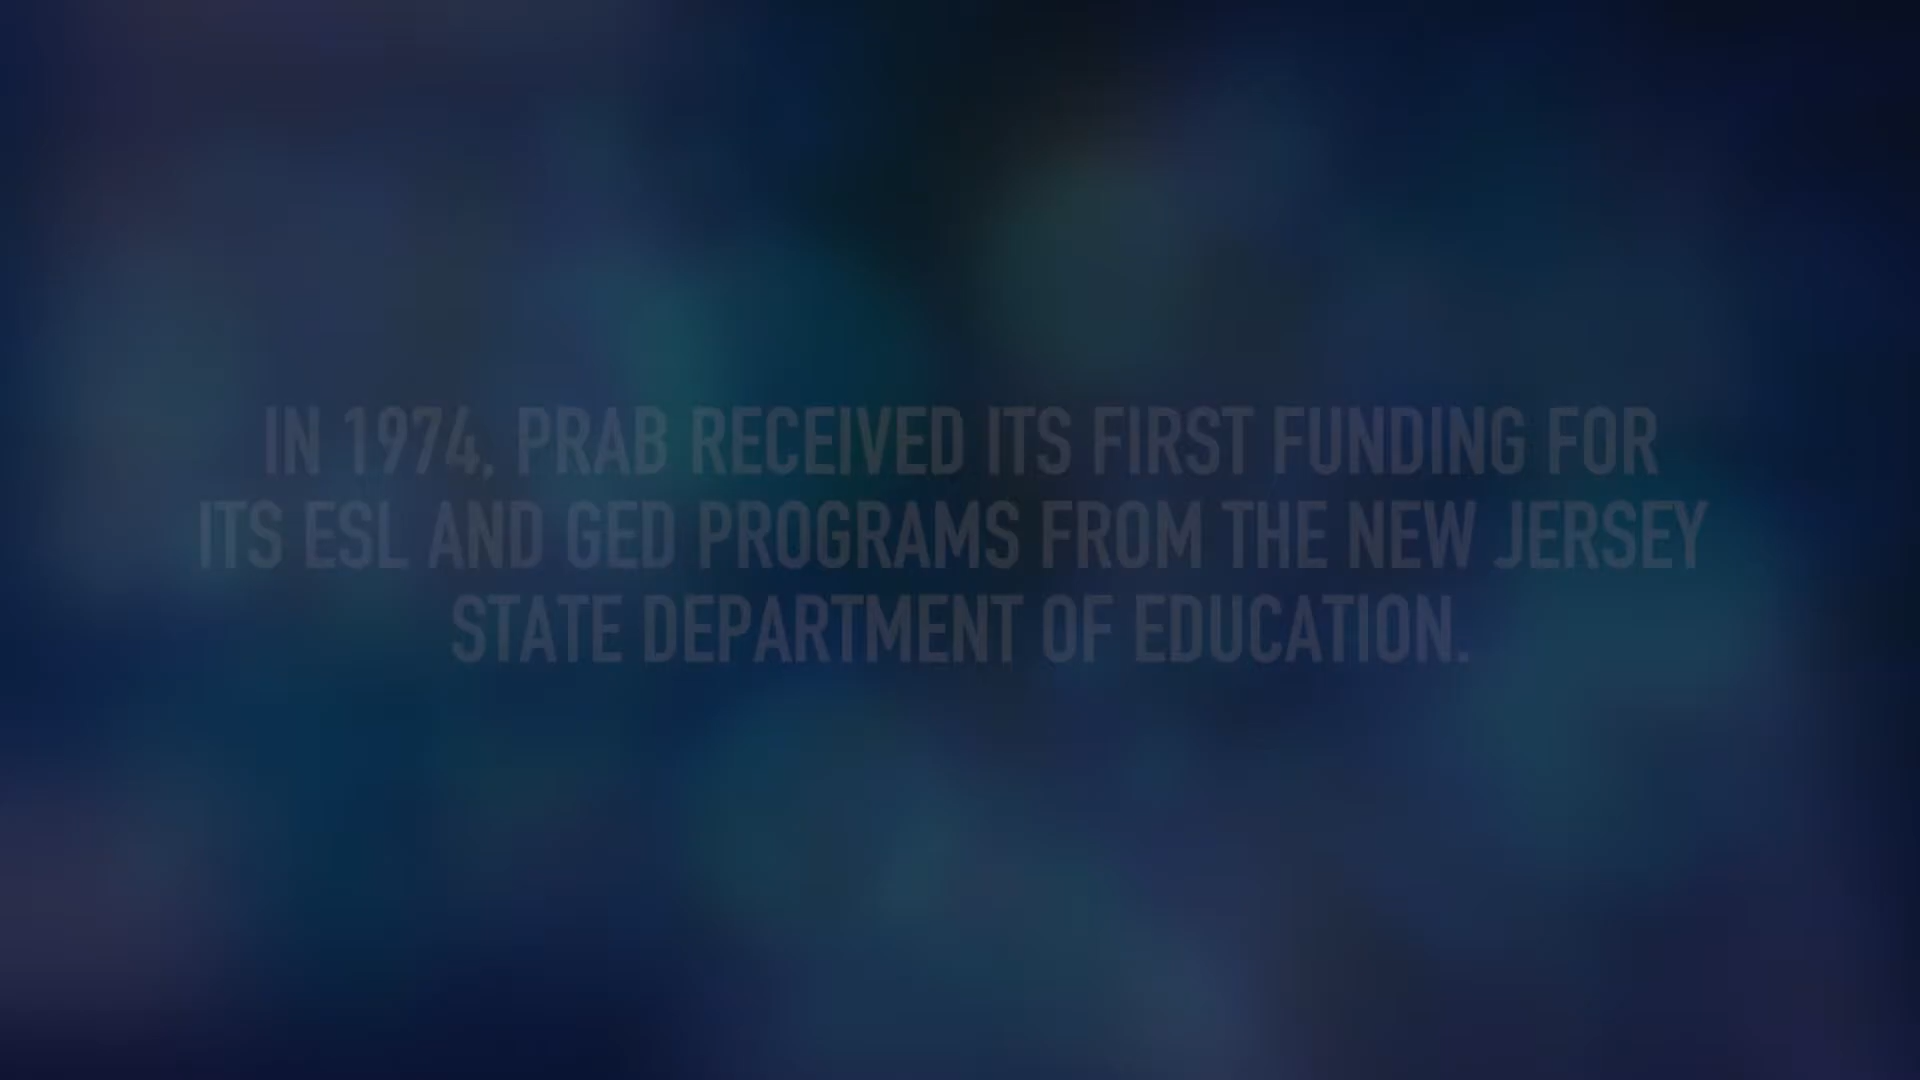 IN 1974, PRAB RECEIVED ITS FIRST FUNDING FOR
ITS ESL AND GED PROGRAMS FROM THE NEW JERSEY
STATE DEPARTMENT OF EDUCATION.